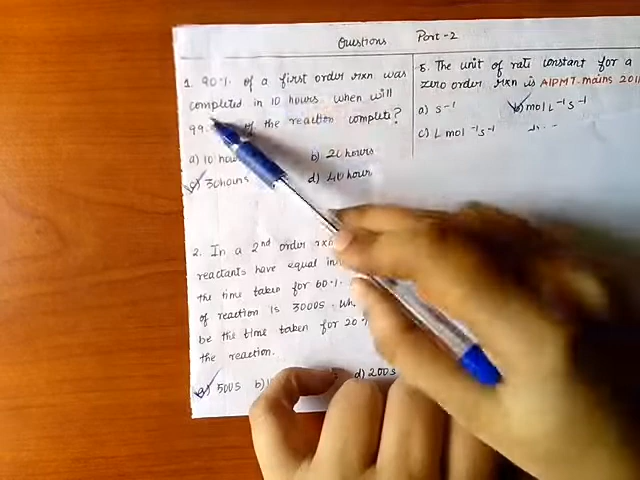 Questions Part-2
1. 90%. of a first order rxn was
completed in 10 hours. when will
99. of the reaction complete?
a) 10 hou b) 20 hours
c) 30hours d) 40 hour
2. In a 2nd order rxn
reactants have equal in
the time taken for 60%.
of reaction is 3000s. Wh
be the time taken for 20%
the reaction.
a) 500s b) d) 200s
5. The unit of rate constant for a
zero order rxn is AIPMT-mains 2011
a) s⁻¹ b) mol L⁻¹ s⁻¹
c) L mol⁻¹ s⁻¹